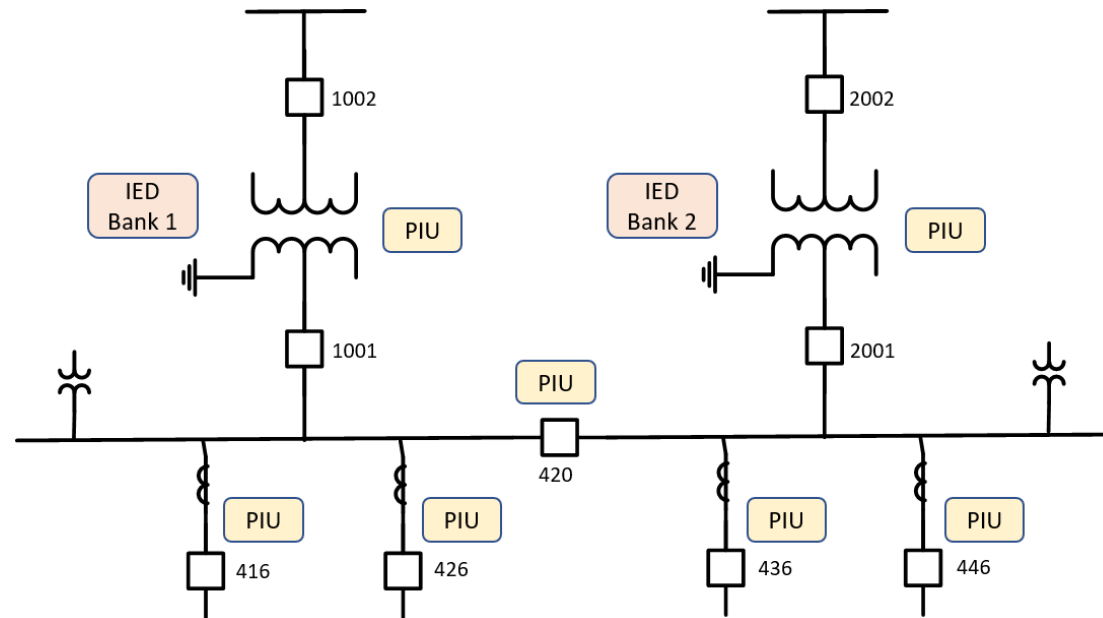 1002
2002
IED
Bank 1
PIU
IED
Bank 2
PIU
1001
2001
PIU
420
PIU
PIU
PIU
PIU
416
426
436
446